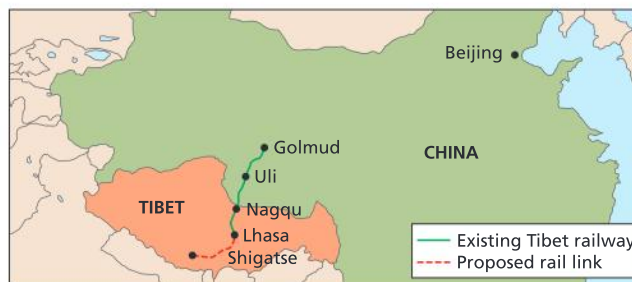 Beijing
Golmud
CHINA
Uli
TIBET
Nagqu
Lhasa
Shigatse
Existing Tibet railway
Proposed rail link